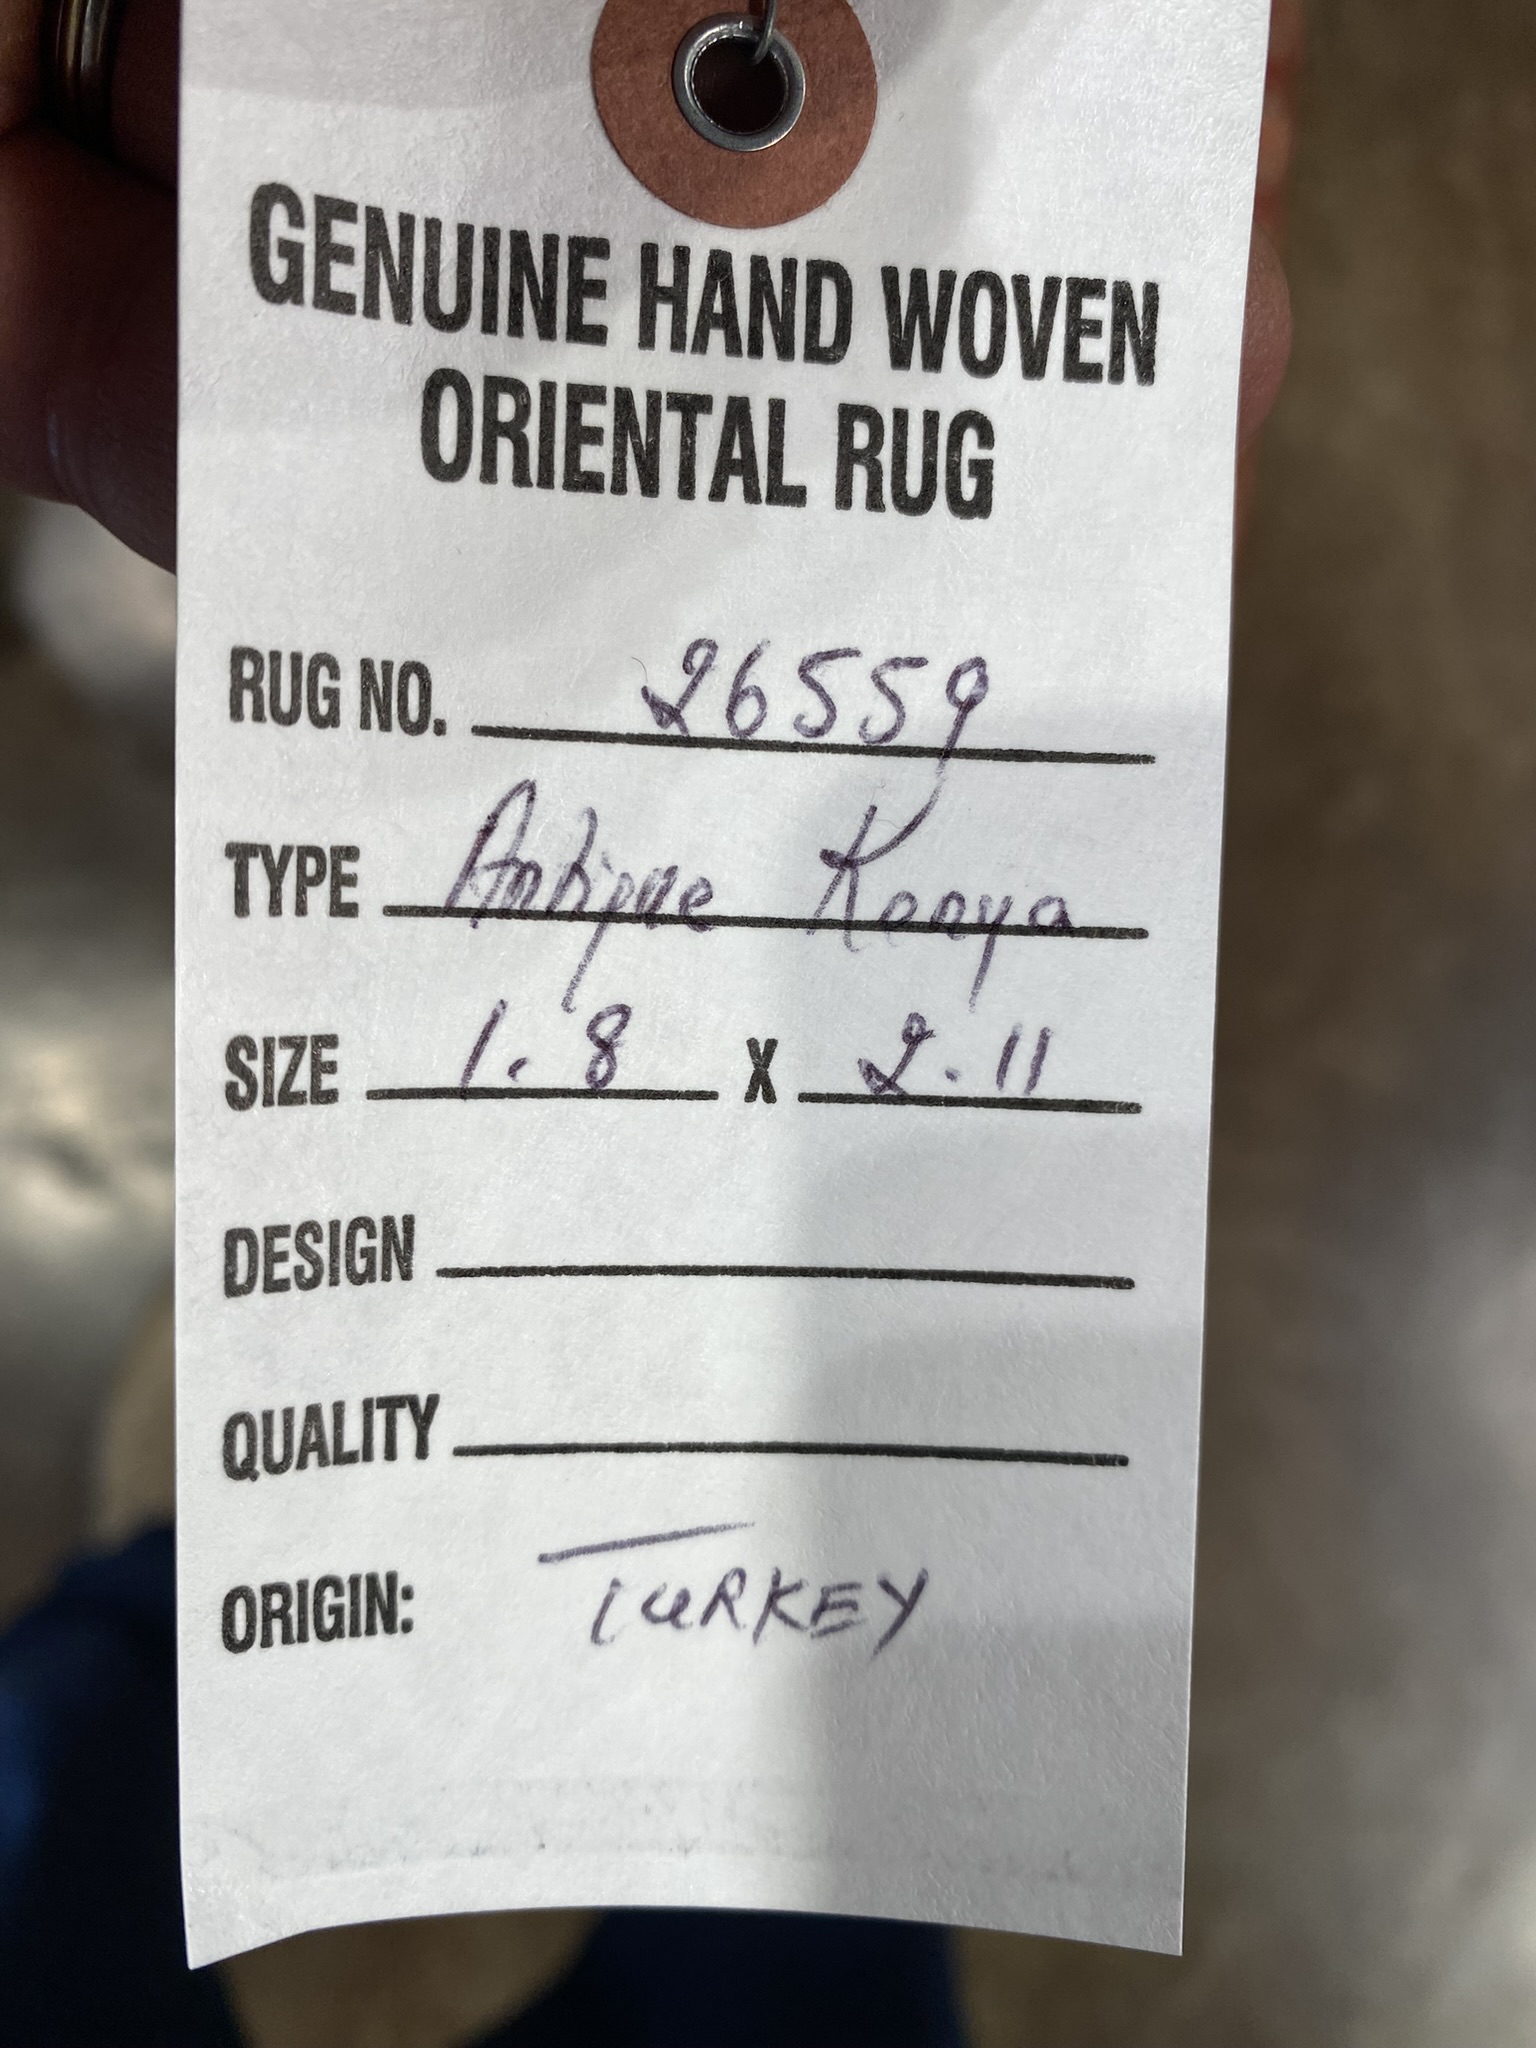 GENUINE HAND WOVEN
ORIENTAL RUG
RUG NO. 26559
TYPE Antique Konya
SIZE 1.8 X 2.11
DESIGN
QUALITY
ORIGIN: TURKEY